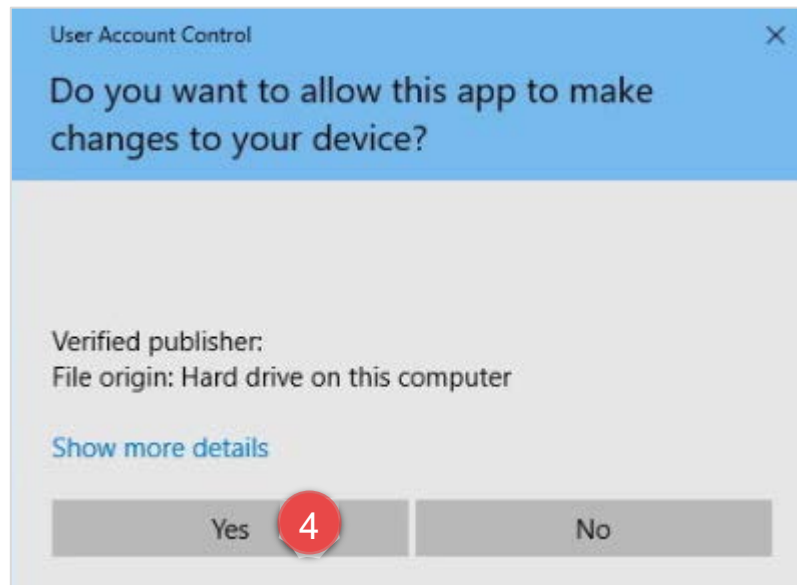 User Account Control
Do you want to allow this app to make
changes to your device?
Verified publisher:
File origin: Hard drive on this computer
Show more details
Yes 4 No